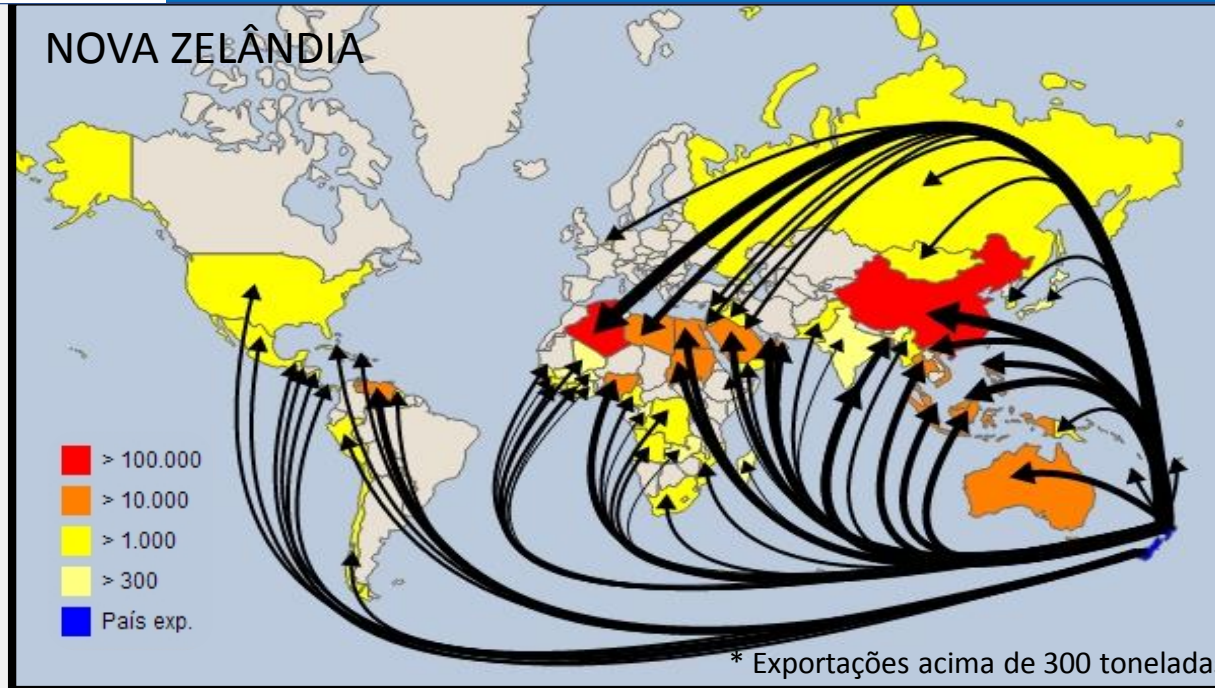 NOVA ZELÂNDIA
> 100.000
> 10.000
> 1.000
> 300
País exp.
* Exportações acima de 300 tonelada